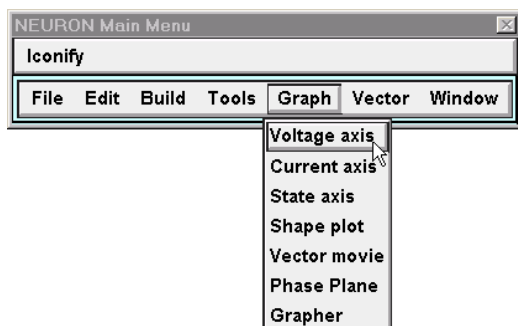 NEURON Main Menu
Iconify
File Edit Build Tools Graph Vector Window
Voltage axis
Current axis
State axis
Shape plot
Vector movie
Phase Plane
Grapher